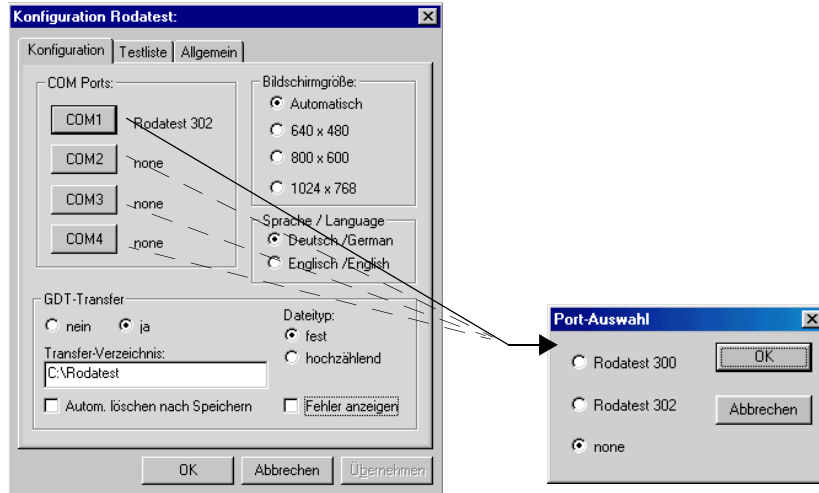 Konfiguration Rodatest:
Konfiguration Testliste Allgemein
COM Ports:
COM1 Rodatest 302
COM2 none
COM3 none
COM4 none
Bildschirmgröße:
Automatisch
640 x 480
800 x 600
1024 x 768
Sprache / Language
Deutsch /German
Englisch /English
GDT-Transfer
nein ja
Transfer-Verzeichnis:
C:\Rodatest
Autom. löschen nach Speichern
Dateityp:
fest
hochzählend
Fehler anzeigen
OK Abbrechen Übernehmen
Port-Auswahl
Rodatest 300
Rodatest 302
none
OK
Abbrechen